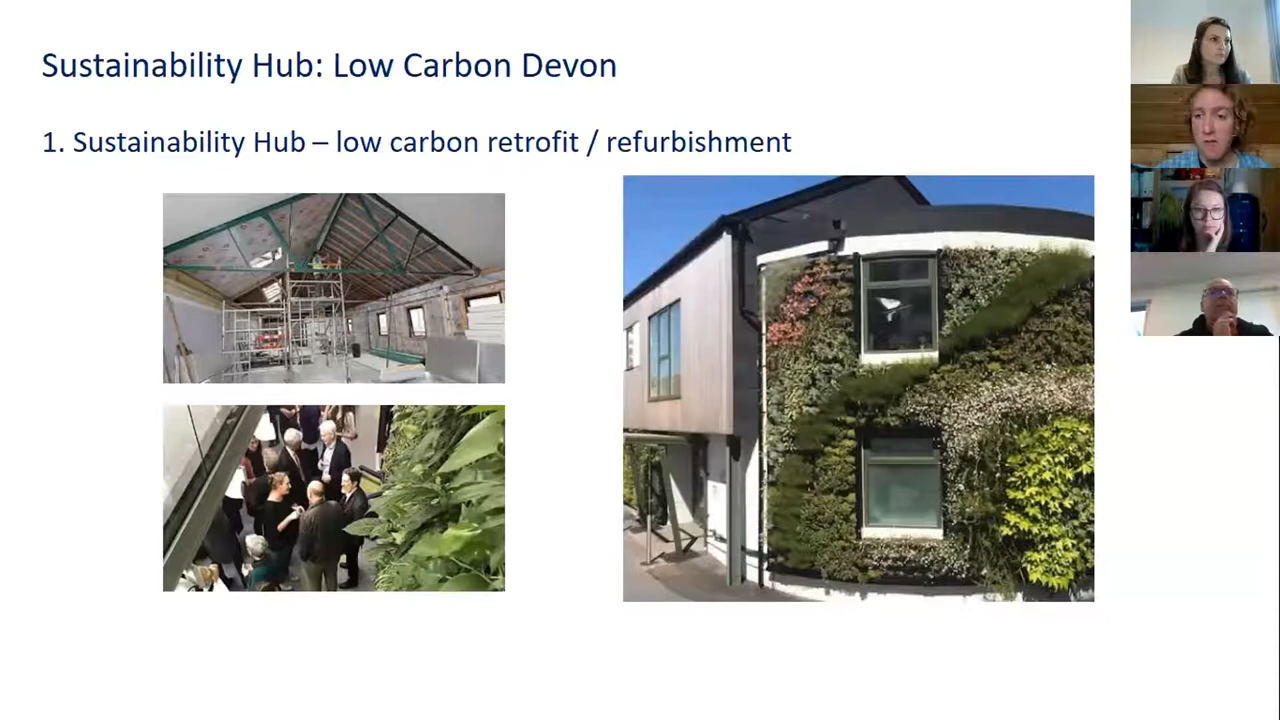 Sustainability Hub: Low Carbon Devon
1. Sustainability Hub – low carbon retrofit / refurbishment